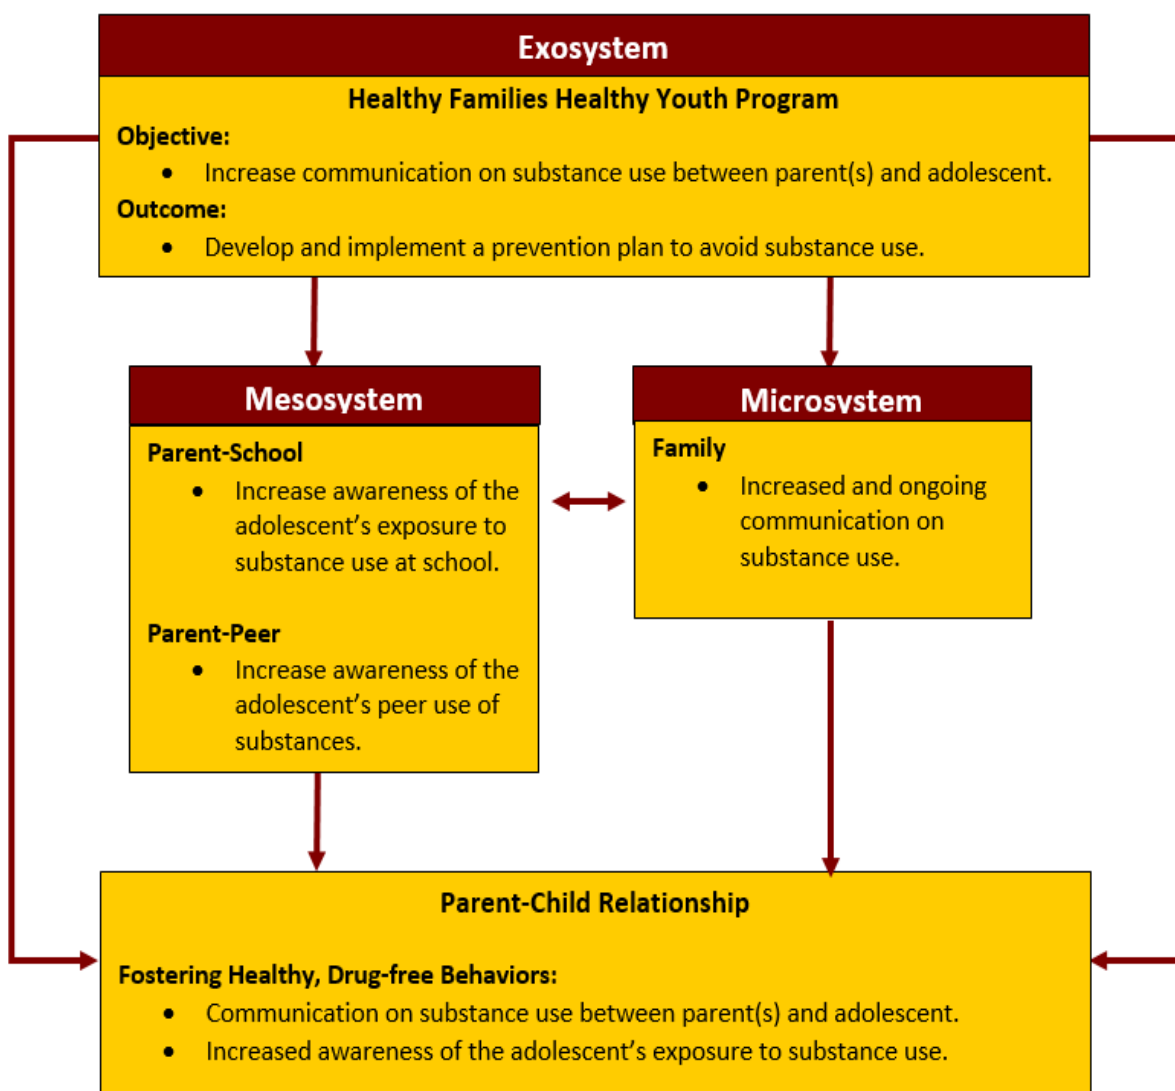 Exosystem
Healthy Families Healthy Youth Program
Objective:
• Increase communication on substance use between parent(s) and adolescent.
Outcome:
• Develop and implement a prevention plan to avoid substance use.
Mesosystem
Parent-School
• Increase awareness of the
adolescent’s exposure to
substance use at school.
Parent-Peer
• Increase awareness of the
adolescent’s peer use of
substances.
Microsystem
Family
• Increased and ongoing
communication on
substance use.
Parent-Child Relationship
Fostering Healthy, Drug-free Behaviors:
• Communication on substance use between parent(s) and adolescent.
• Increased awareness of the adolescent’s exposure to substance use.